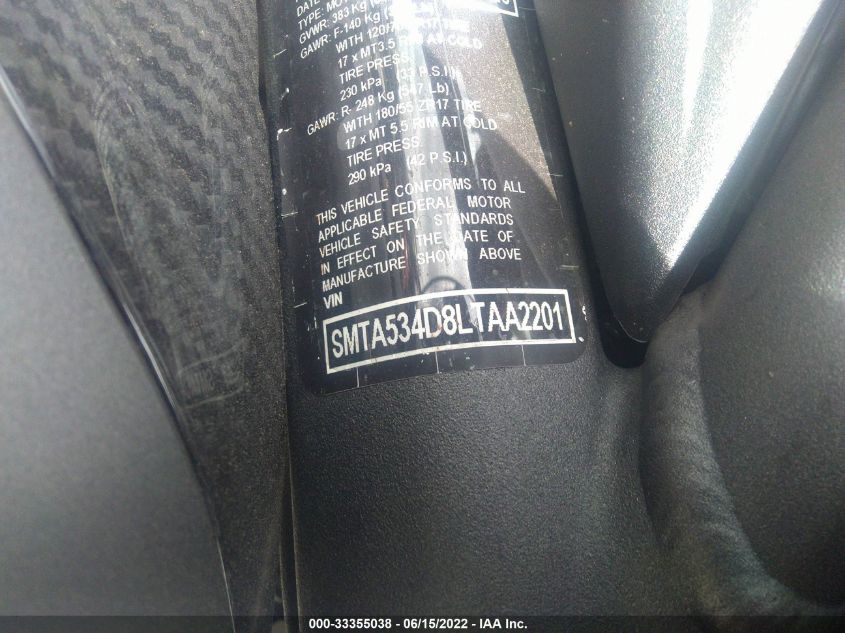 DATE
TYPE: MO
GVWR: 383 Kg
GAWR: F-140 Kg
WITH 120/7
17 x MT3.5 COLD
TIRE PRESS.
230 kPa (33 P.S.I.)
GAWR: R- 248 Kg (547 Lb)
WITH 180/55 ZR17 TIRE
17 x MT 5.5 RIM AT COLD
TIRE PRESS.
290 kPa (42 P.S.I.)
THIS VEHICLE CONFORMS TO ALL
APPLICABLE FEDERAL MOTOR
VEHICLE SAFETY STANDARDS
IN EFFECT ON THE DATE OF
MANUFACTURE SHOWN ABOVE
VIN
SMTA534D8LTAA2201
000-33355038 - 06/15/2022 - IAA Inc.